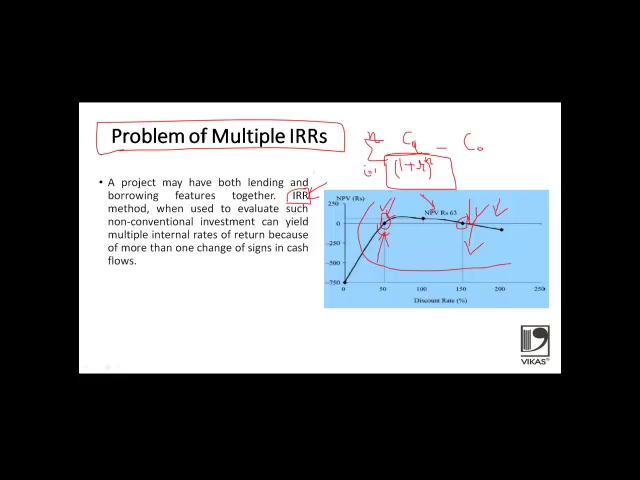 Problem of Multiple IRRs
n
∑ C (1+r) - C₀
i=1
• A project may have both lending and
borrowing features together. IRR
method, when used to evaluate such
non-conventional investment can yield
multiple internal rates of return because
of more than one change of signs in cash
flows.
NPV (Rs)
250
0
-250
-500
-750
NPV Rs 63
0 50 100 150 200 250
Discount Rate (%)
VIKAS®